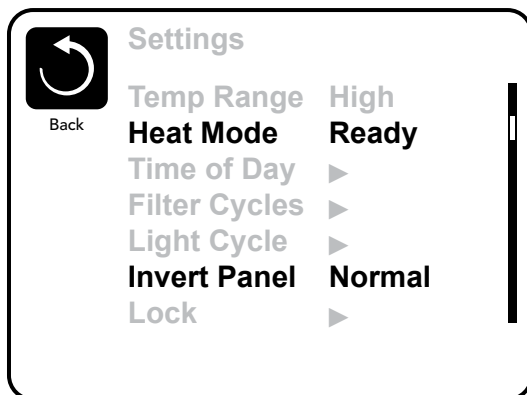 Settings
Back
Temp Range High
Heat Mode Ready
Time of Day ▶
Filter Cycles ▶
Light Cycle ▶
Invert Panel Normal
Lock ▶